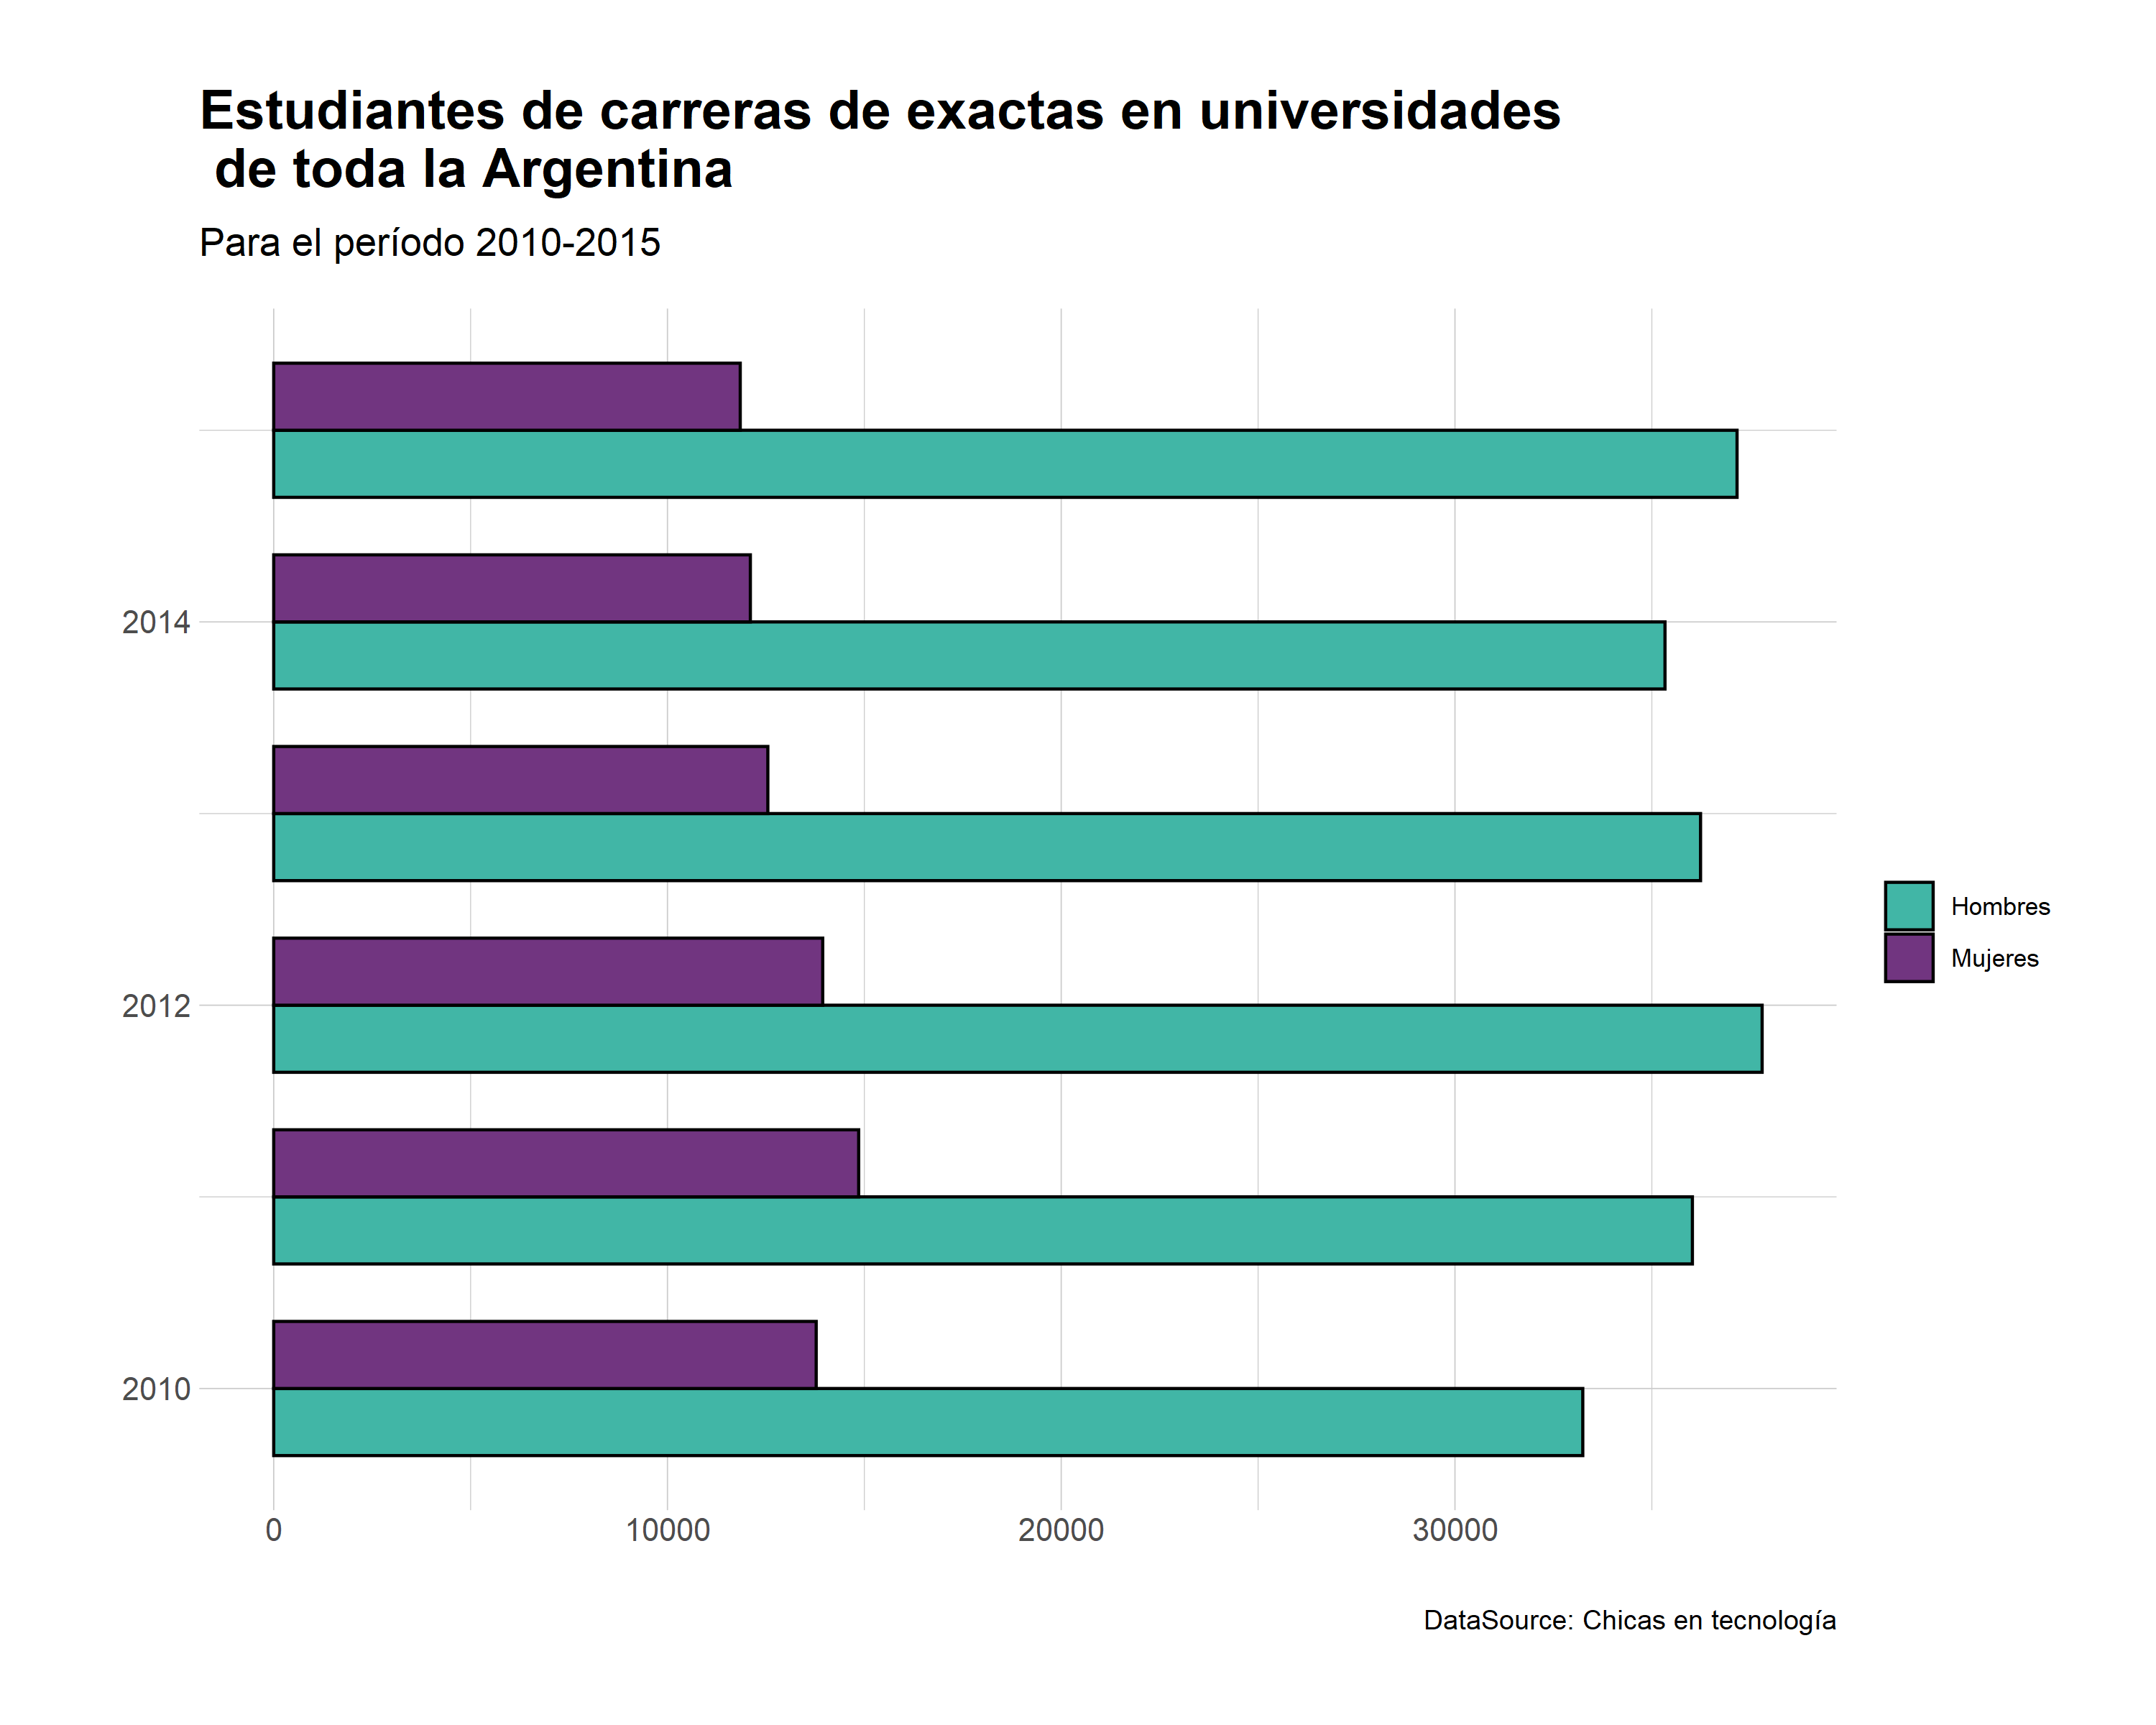 Estudiantes de carreras de exactas en universidades
de toda la Argentina
Para el período 2010-2015
2014
2012
2010
Hombres
Mujeres
0 10000 20000 30000
DataSource: Chicas en tecnología